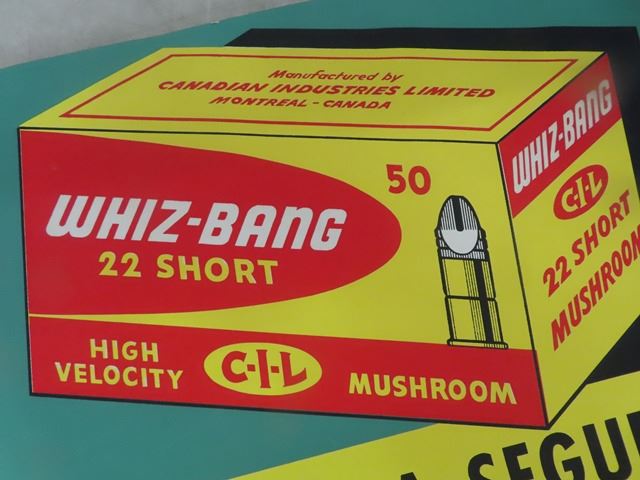 Manufactured by
CANADIAN INDUSTRIES LIMITED
MONTREAL - CANADA
WHIZ-BANG
22 SHORT
50
HIGH
VELOCITY
C-I-L
MUSHROOM
WHIZ-BANG
C-I-L
22 SHORT
MUSHROOM
A SEGU